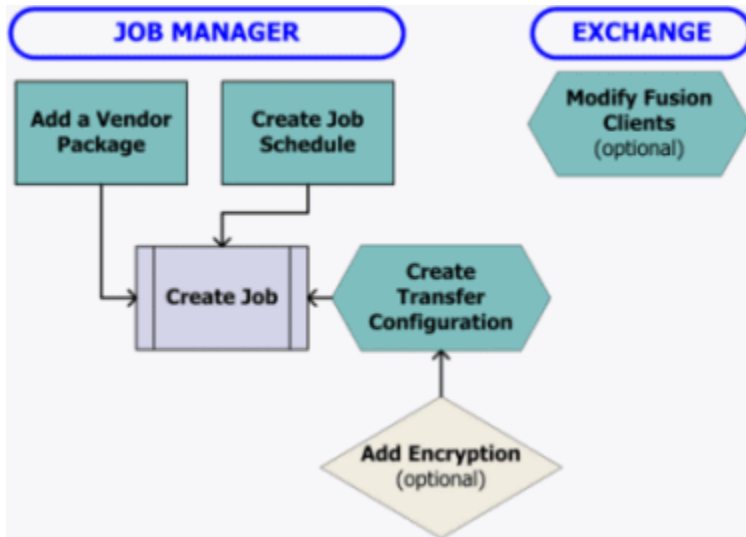 JOB MANAGER
EXCHANGE
Add a Vendor
Package
Create Job
Schedule
Modify Fusion
Clients
(optional)
Create Job
Create
Transfer
Configuration
Add Encryption
(optional)